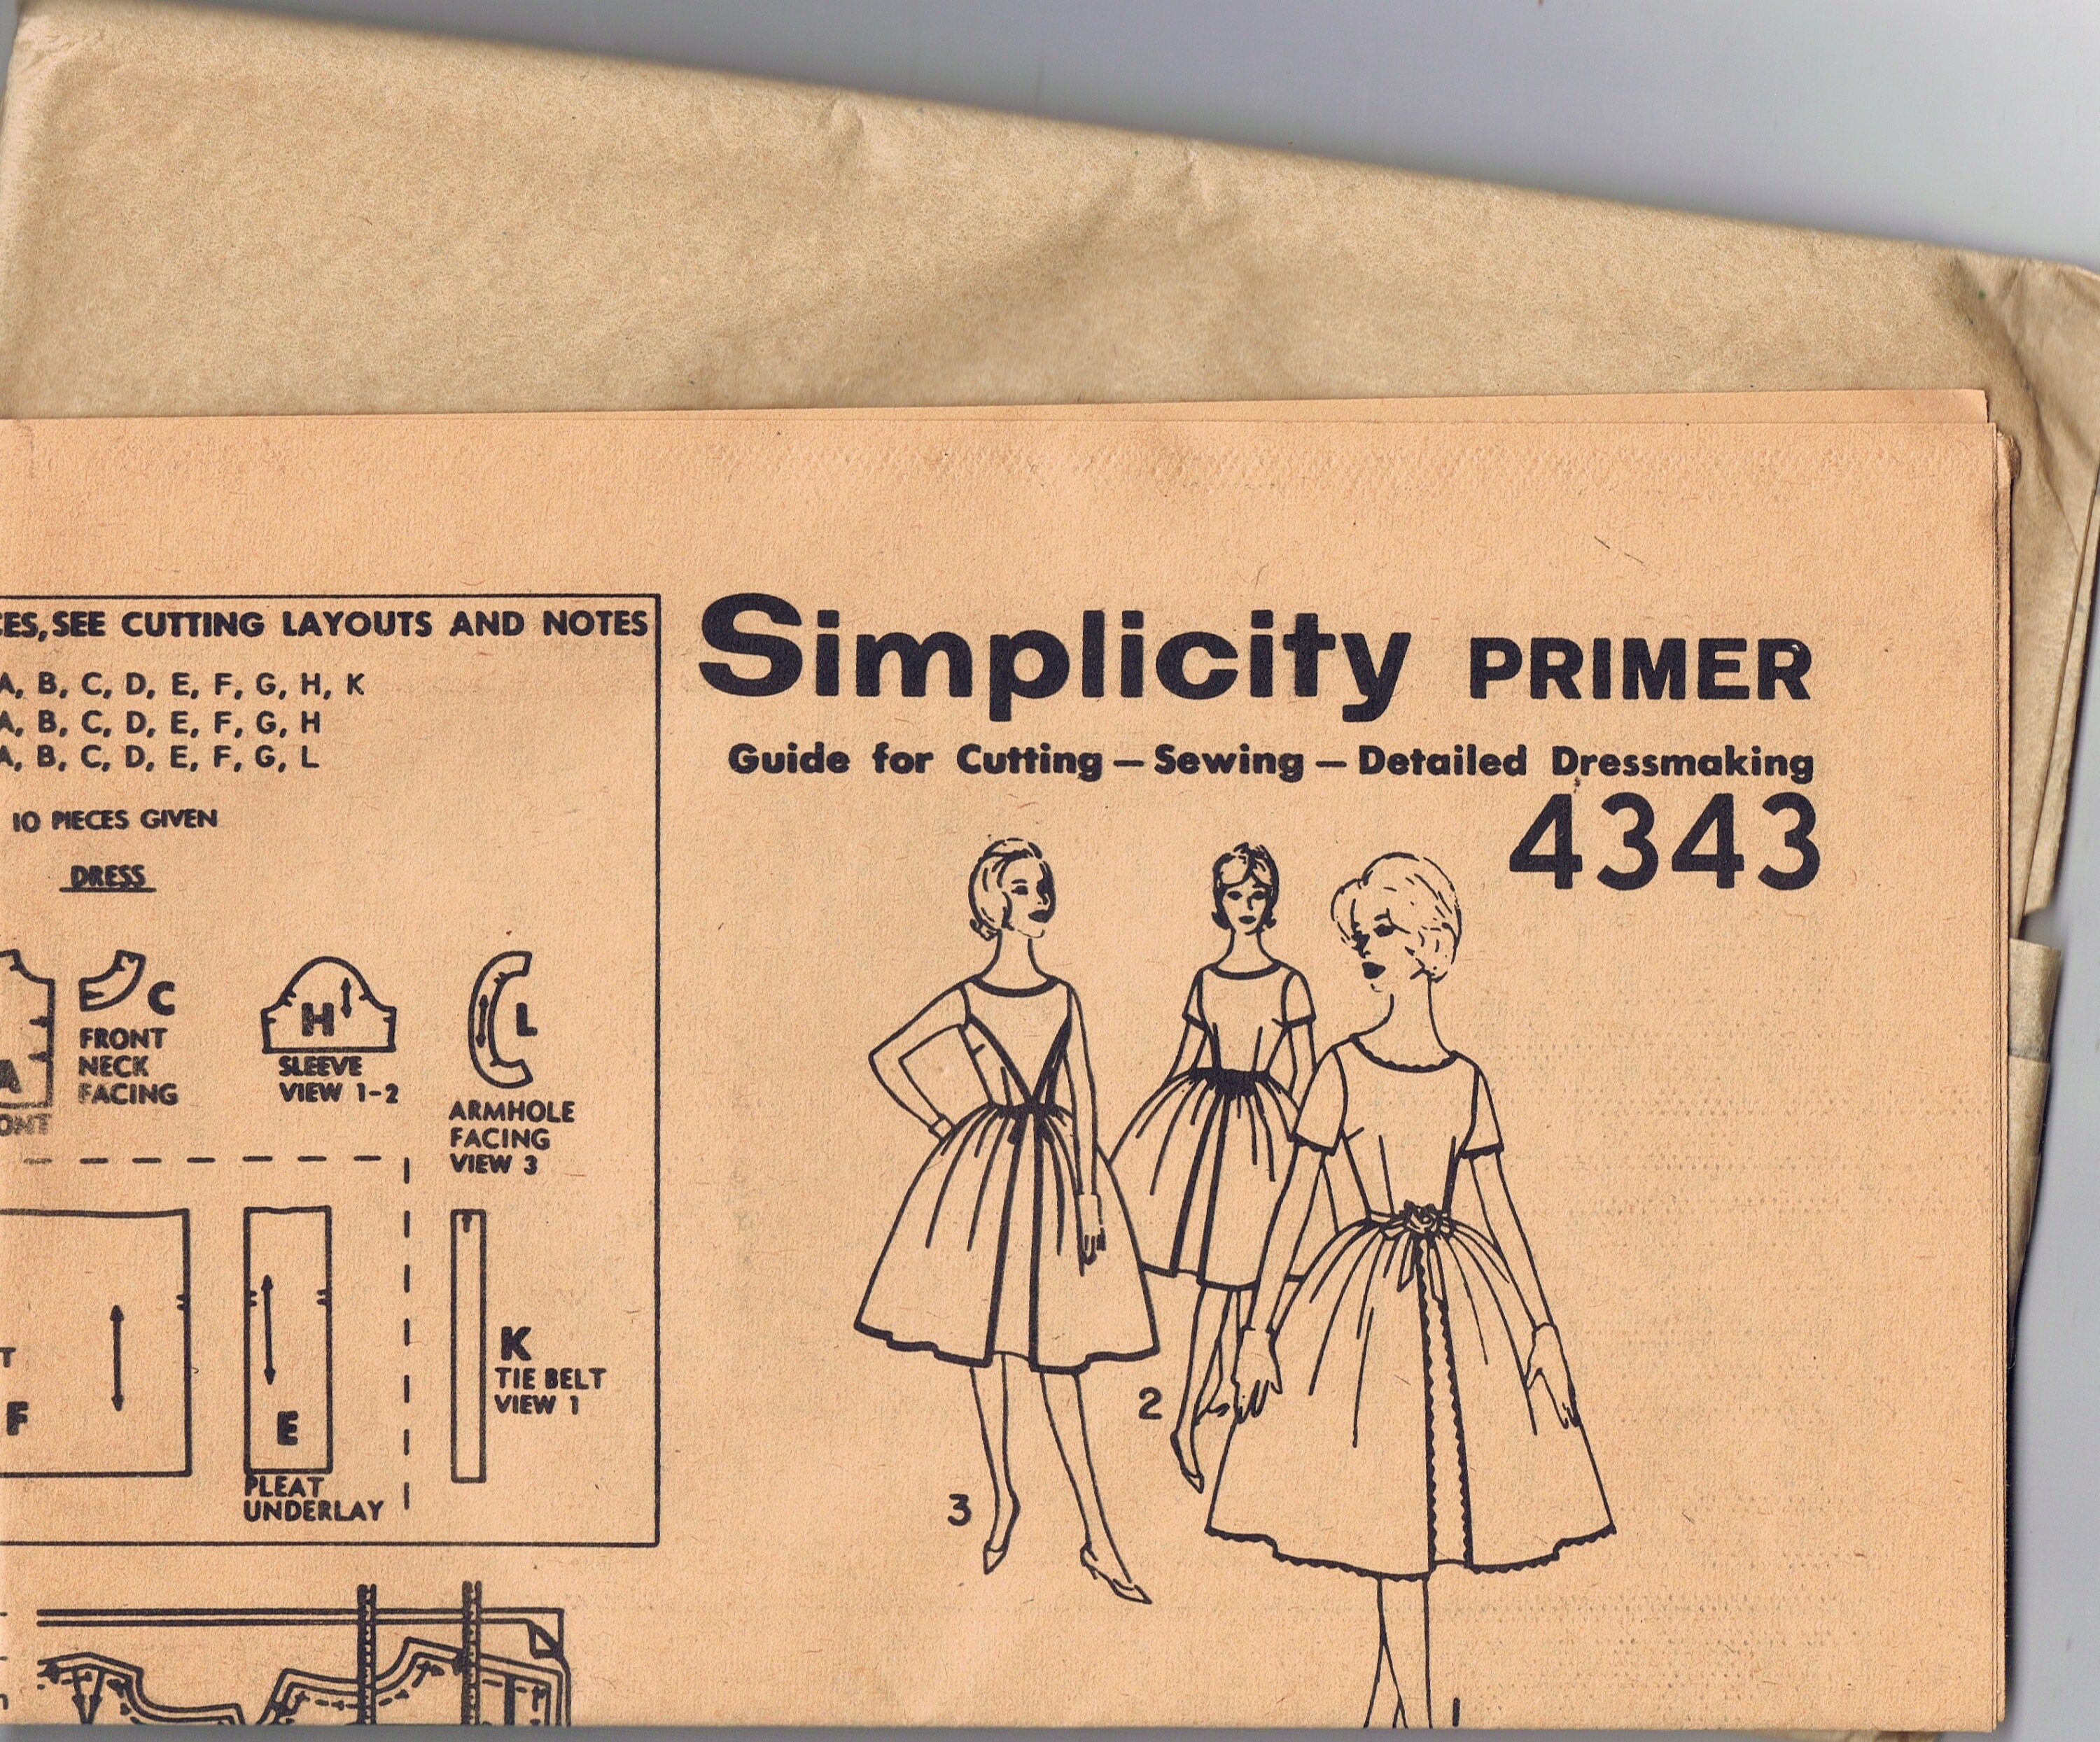 SEE CUTTING LAYOUTS AND NOTES
A, B, C, D, E, F, G, H, K
A, B, C, D, E, F, G, H
A, B, C, D, E, F, G, L
10 PIECES GIVEN
DRESS
A
C
FRONT
NECK
FACING
H
SLEEVE
VIEW 1-2
L
ARMHOLE
FACING
VIEW 3
F
E
PLEAT
UNDERLAY
K
TIE BELT
VIEW 1
Simplicity PRIMER
Guide for Cutting — Sewing — Detailed Dressmaking
4343
3
2
1